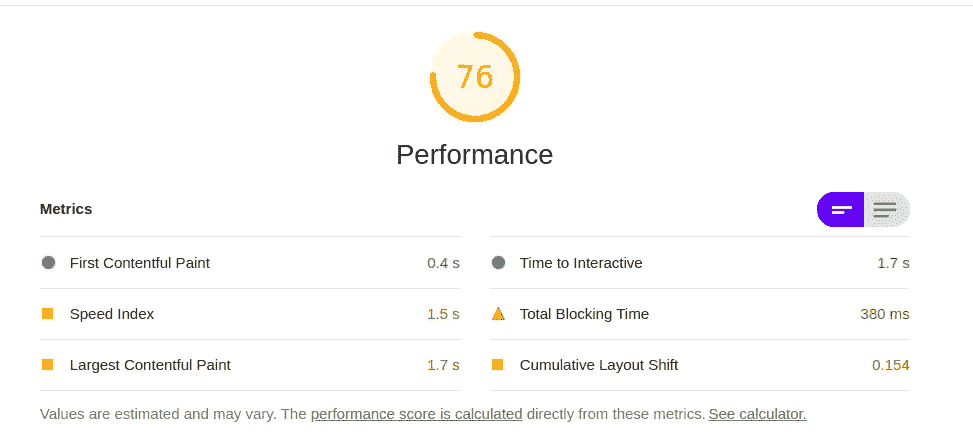 76
Performance
Metrics
First Contentful Paint 0.4 s
Time to Interactive 1.7 s
Speed Index 1.5 s
Total Blocking Time 380 ms
Largest Contentful Paint 1.7 s
Cumulative Layout Shift 0.154
Values are estimated and may vary. The performance score is calculated directly from these metrics. See calculator.